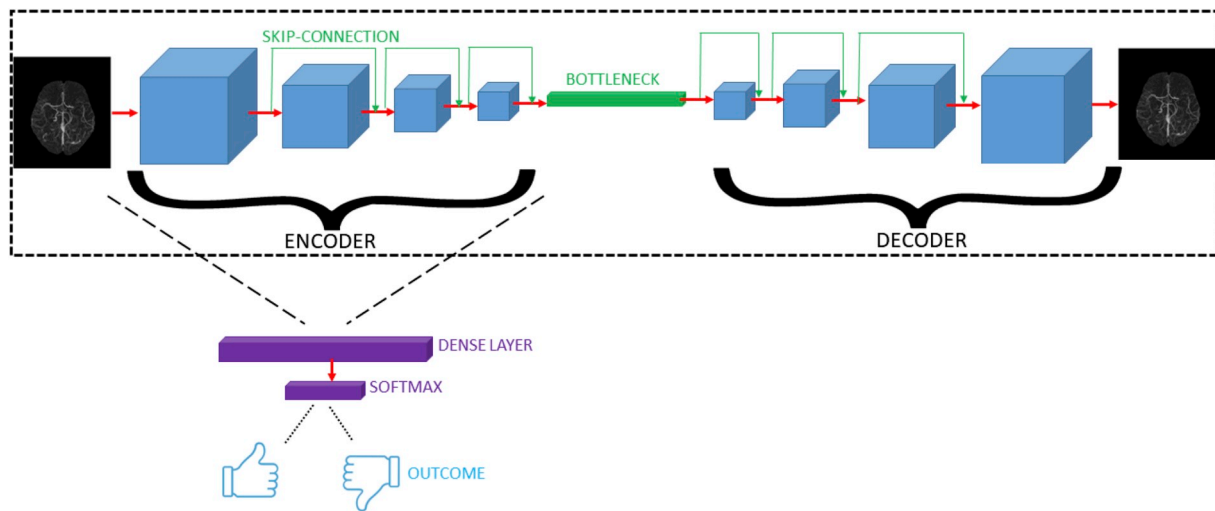 SKIP-CONNECTION
BOTTLENECK
ENCODER
DECODER
DENSE LAYER
SOFTMAX
OUTCOME